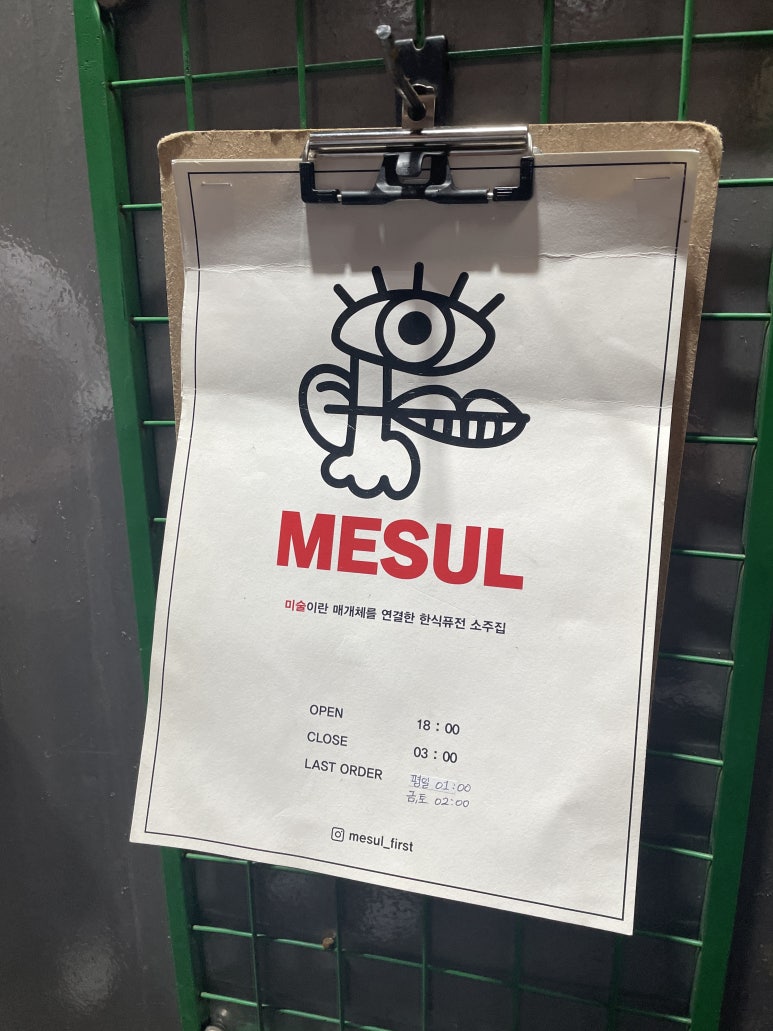 MESUL
미술이란 매개체를 연결한 한식퓨전 소주집
OPEN 18 : 00
CLOSE 03 : 00
LAST ORDER 평일 01:00
금,토 02:00
mesul_first